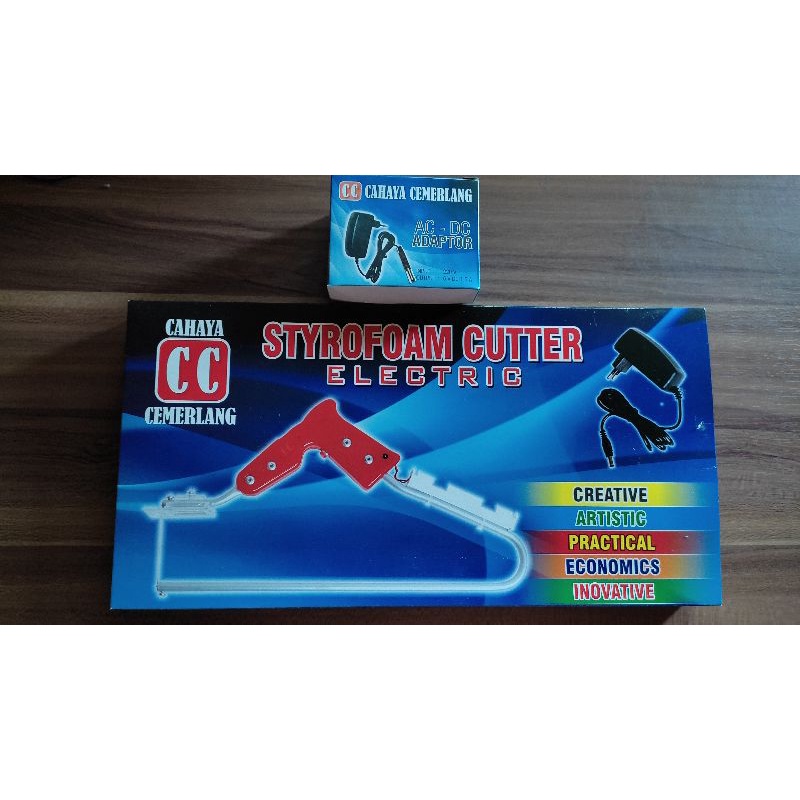 CC CAHAYA CEMERLANG
AC - DC
ADAPTOR
CAHAYA
CC
CEMERLANG
STYROFOAM CUTTER
ELECTRIC
CREATIVE
ARTISTIC
PRACTICAL
ECONOMICS
INOVATIVE